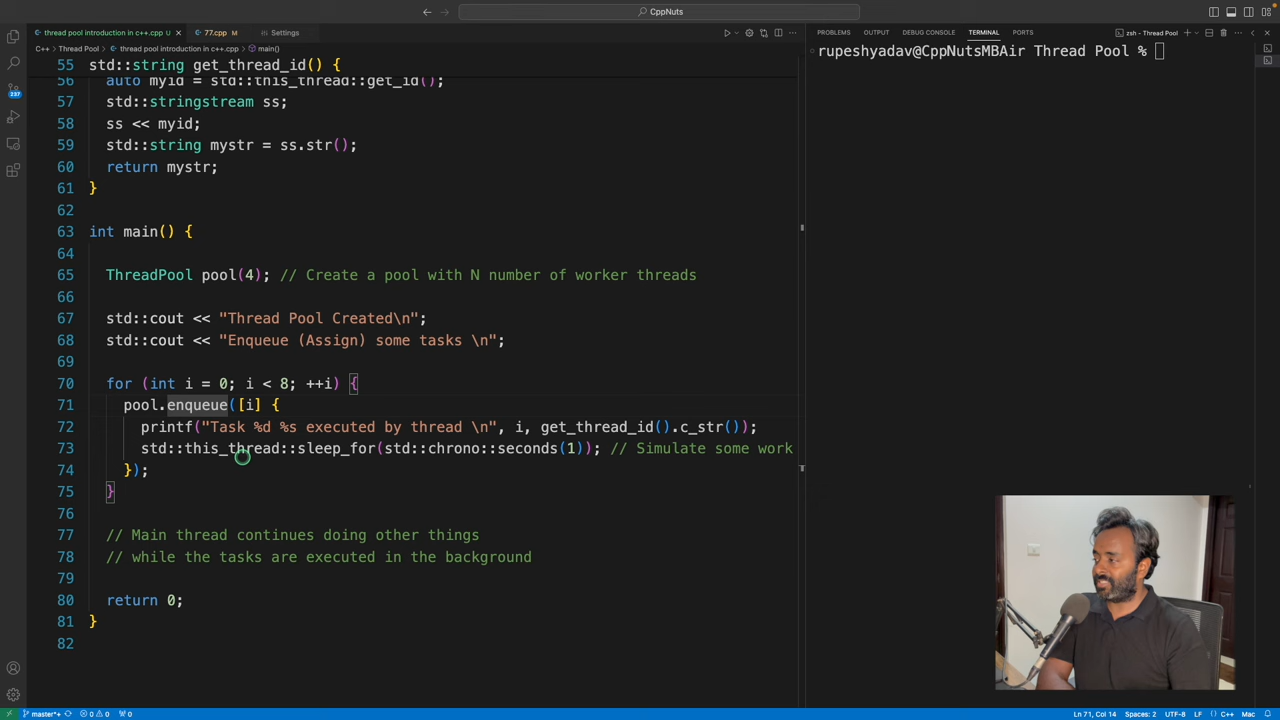 CppNuts
thread pool introduction in c++.cpp U
77.cpp M
Settings
PROBLEMS OUTPUT DEBUG CONSOLE TERMINAL PORTS
zsh - Thread Pool
C++ > Thread Pool > thread pool introduction in c++.cpp > main()
rupeshyadav@CppNutsMBAir Thread Pool %
55 std::string get_thread_id() {
56 auto myid = std::this_thread::get_id();
57 std::stringstream ss;
58 ss << myid;
59 std::string mystr = ss.str();
60 return mystr;
61 }
62
63 int main() {
64
65 ThreadPool pool(4); // Create a pool with N number of worker threads
66
67 std::cout << "Thread Pool Created\n";
68 std::cout << "Enqueue (Assign) some tasks \n";
69
70 for (int i = 0; i < 8; ++i) {
71 pool.enqueue([i] {
72 printf("Task %d %s executed by thread \n", i, get_thread_id().c_str());
73 std::this_thread::sleep_for(std::chrono::seconds(1)); // Simulate some work
74 });
75 }
76
77 // Main thread continues doing other things
78 // while the tasks are executed in the background
79
80 return 0;
81 }
82
237
master*+ 0 0 0
Ln 71, Col 14 Spaces: 2 UTF-8 LF {} C++ Mac